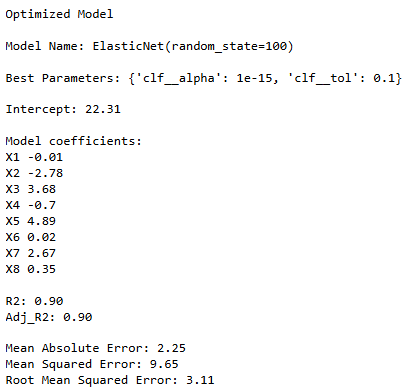 Optimized Model
Model Name: ElasticNet(random_state=100)
Best Parameters: {'clf__alpha': 1e-15, 'clf__tol': 0.1}
Intercept: 22.31
Model coefficients:
X1 -0.01
X2 -2.78
X3 3.68
X4 -0.7
X5 4.89
X6 0.02
X7 2.67
X8 0.35
R2: 0.90
Adj_R2: 0.90
Mean Absolute Error: 2.25
Mean Squared Error: 9.65
Root Mean Squared Error: 3.11